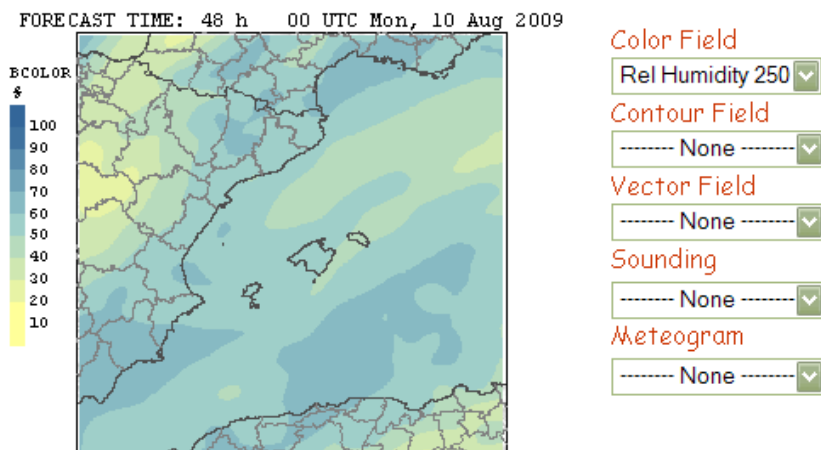 FORECAST TIME: 48 h 00 UTC Mon, 10 Aug 2009
BCOLOR
%
100
90
80
70
60
50
40
30
20
10
Color Field
Rel Humidity 250
Contour Field
------- None --------
Vector Field
------- None --------
Sounding
------- None --------
Meteogram
------- None --------